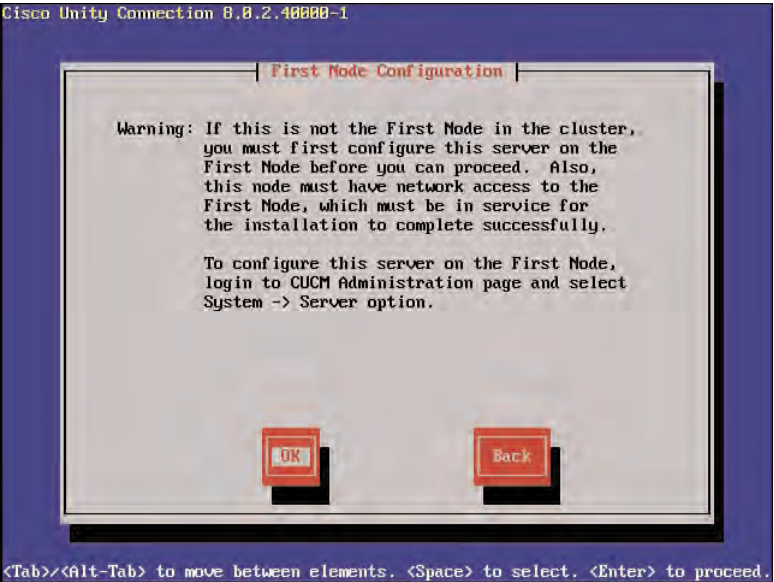 Cisco Unity Connection 8.0.2.40000-1
First Node Configuration
Warning: If this is not the First Node in the cluster,
you must first configure this server on the
First Node before you can proceed. Also,
this node must have network access to the
First Node, which must be in service for
the installation to complete successfully.
To configure this server on the First Node,
login to CUCM Administration page and select
System -> Server option.
OK
Back
<Tab>/<Alt-Tab> to move between elements. <Space> to select. <Enter> to proceed.